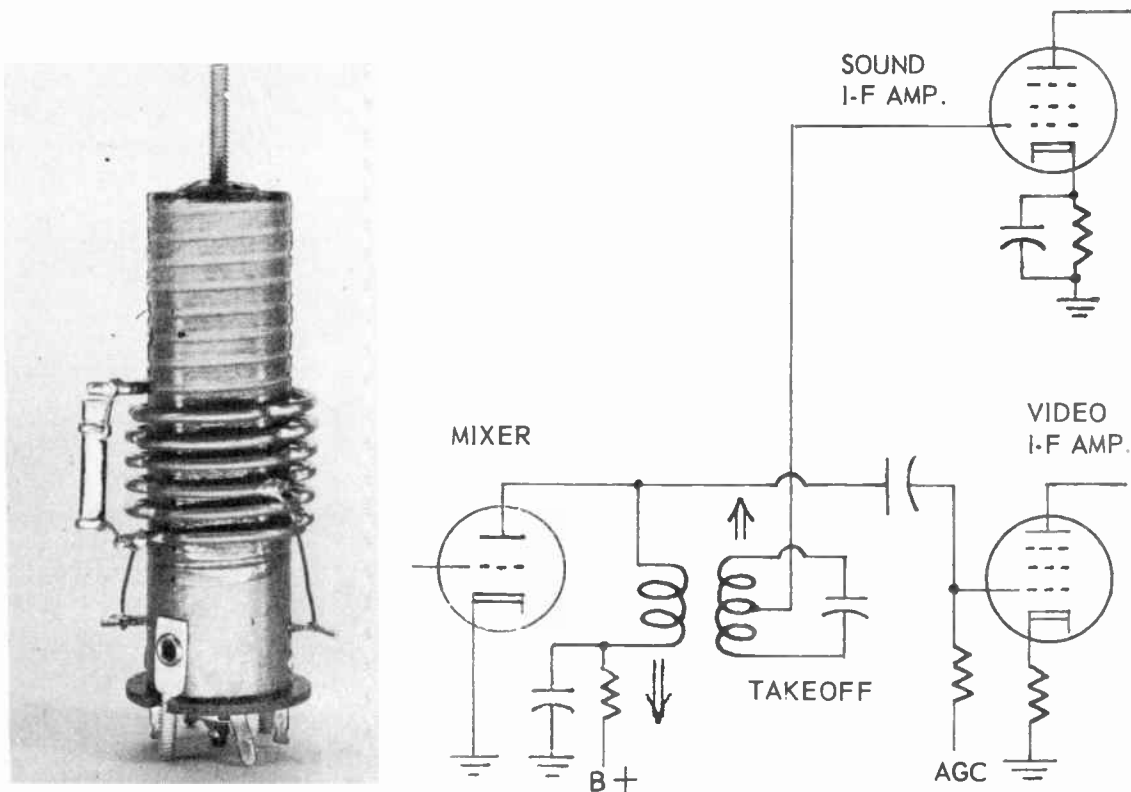 SOUND
I-F AMP.
MIXER
VIDEO
I-F AMP.
TAKEOFF
B+
AGC